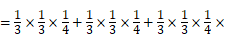 = 1/3 × 1/3 × 1/4 + 1/3 × 1/3 × 1/4 + 1/3 × 1/3 × 1/4 ×